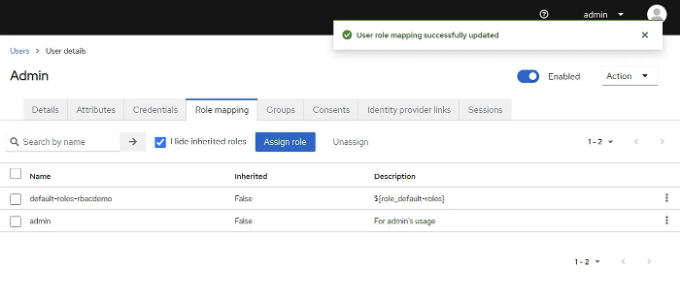 admin
User role mapping successfully updated
Users > User details
Admin
Enabled
Action
Details Attributes Credentials Role mapping Groups Consents Identity provider links Sessions
Search by name
Hide inherited roles
Assign role
Unassign
1 - 2
Name Inherited Description
default-roles-rbacdemo False ${role_default-roles}
admin False For admin's usage
1 - 2